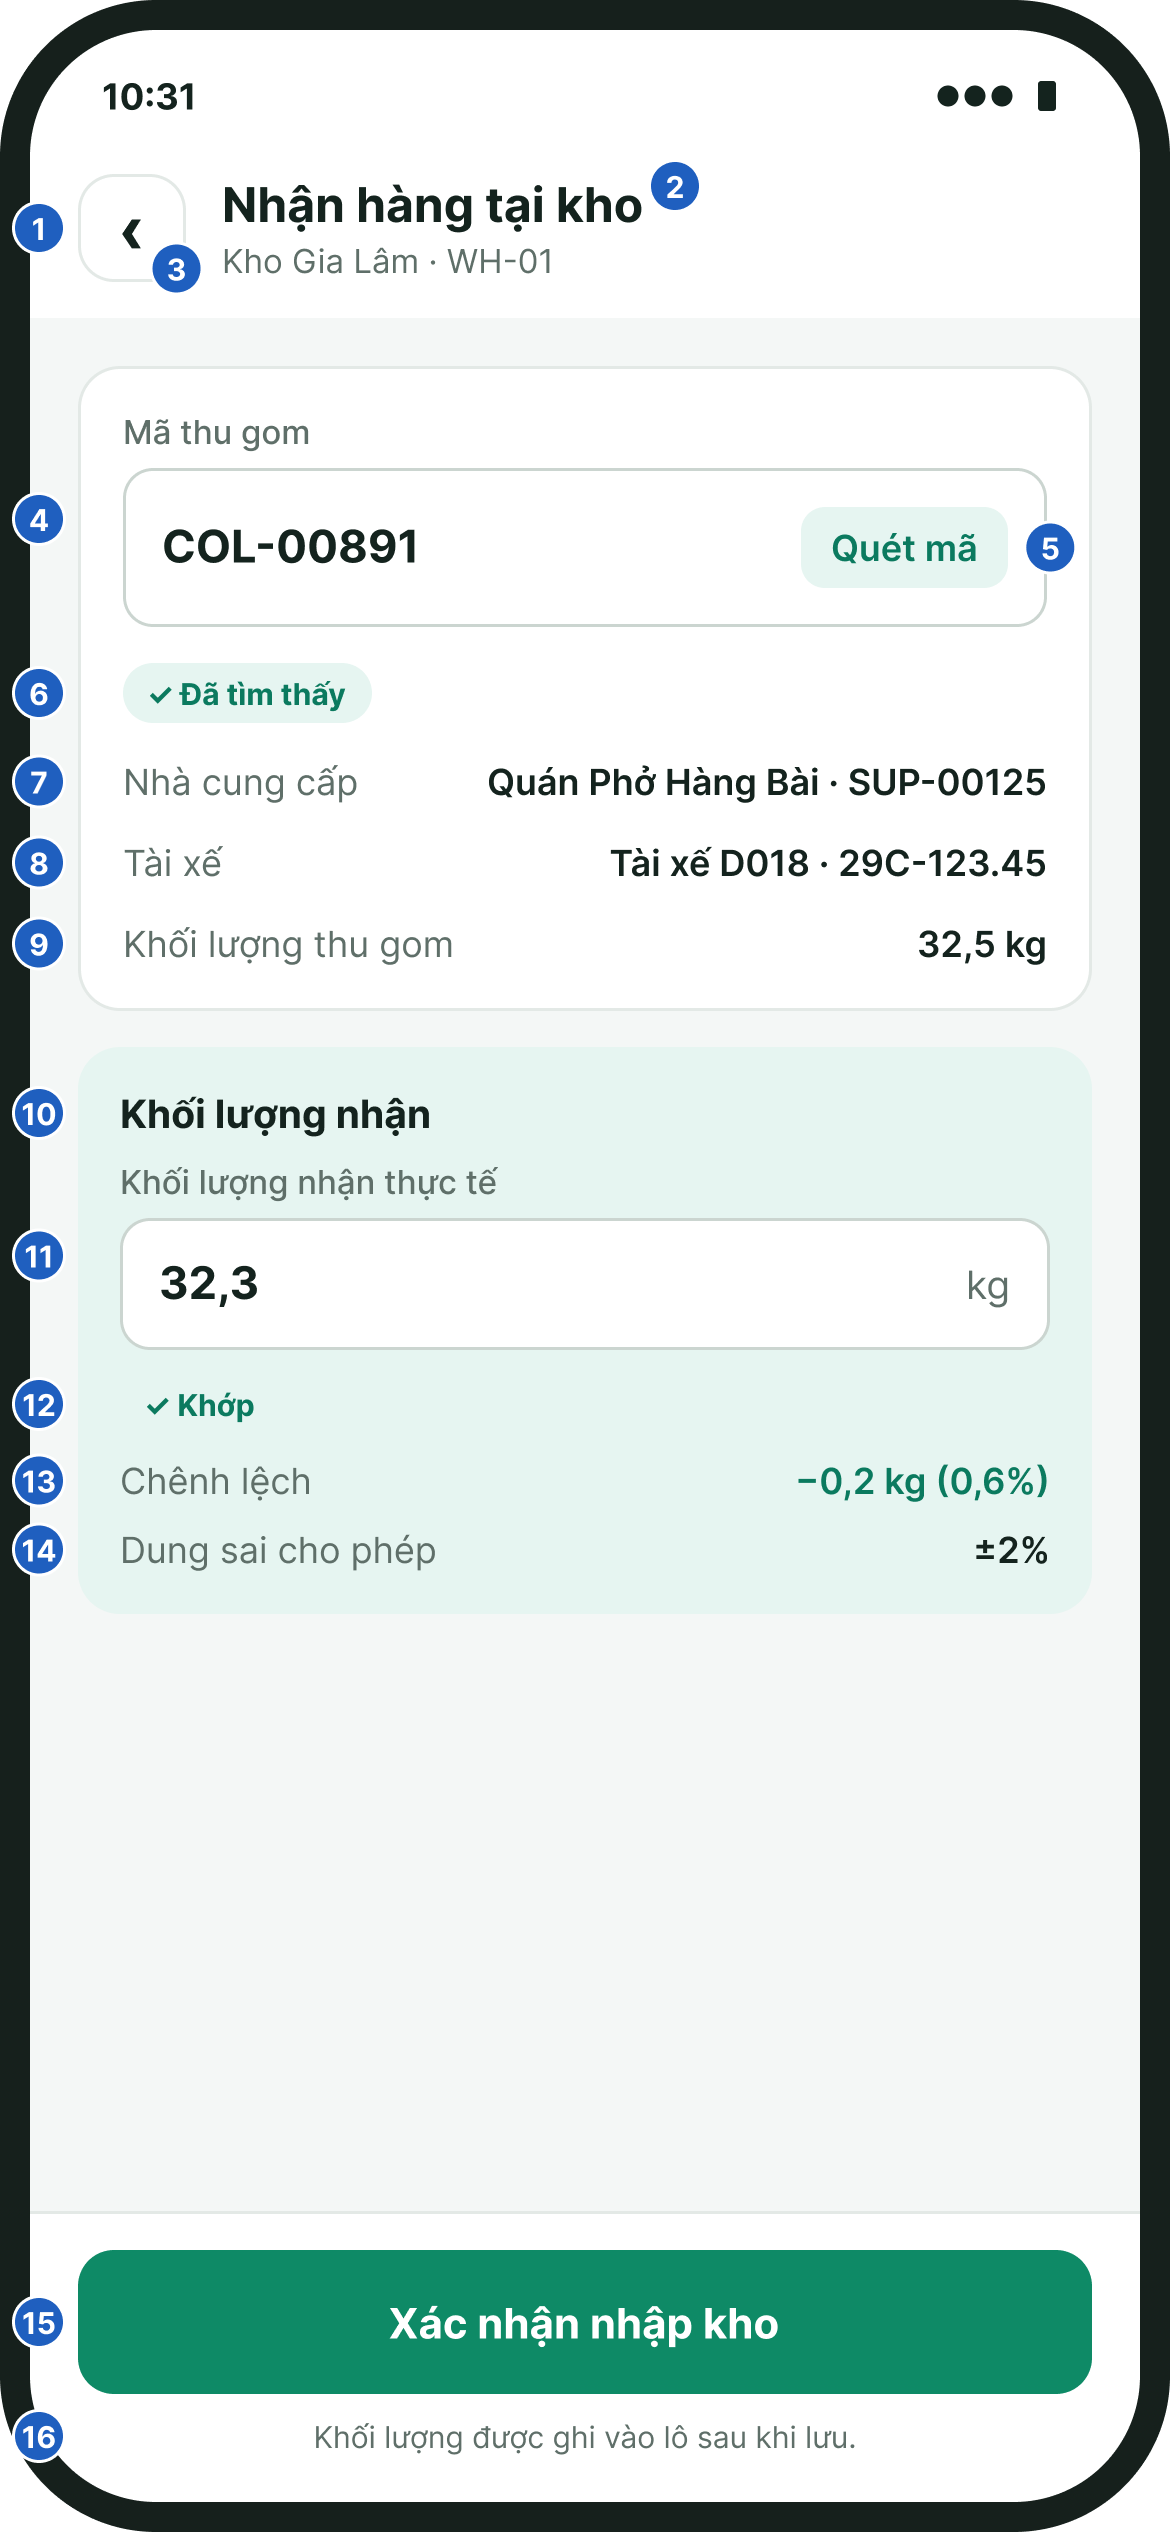 10:31
1
‹
Nhận hàng tại kho
2
3
Kho Gia Lâm · WH-01
Mã thu gom
4
COL-00891
Quét mã
5
6
✓ Đã tìm thấy
7
Nhà cung cấp
Quán Phở Hàng Bài · SUP-00125
8
Tài xế
Tài xế D018 · 29C-123.45
9
Khối lượng thu gom
32,5 kg
10
Khối lượng nhận
Khối lượng nhận thực tế
11
32,3
kg
12
✓ Khớp
13
Chênh lệch
−0,2 kg (0,6%)
14
Dung sai cho phép
±2%
15
Xác nhận nhập kho
16
Khối lượng được ghi vào lô sau khi lưu.